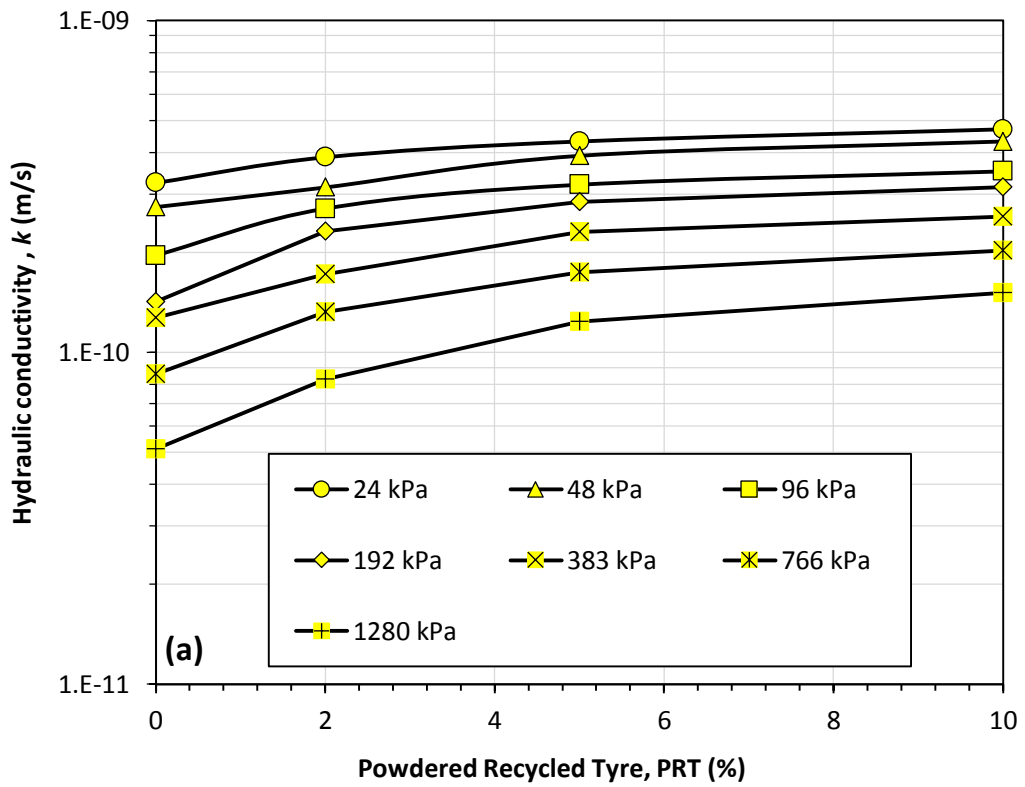 1.E-09
1.E-10
1.E-11
Hydraulic conductivity , k (m/s)
24 kPa 48 kPa 96 kPa
192 kPa 383 kPa 766 kPa
1280 kPa
(a)
0 2 4 6 8 10
Powdered Recycled Tyre, PRT (%)